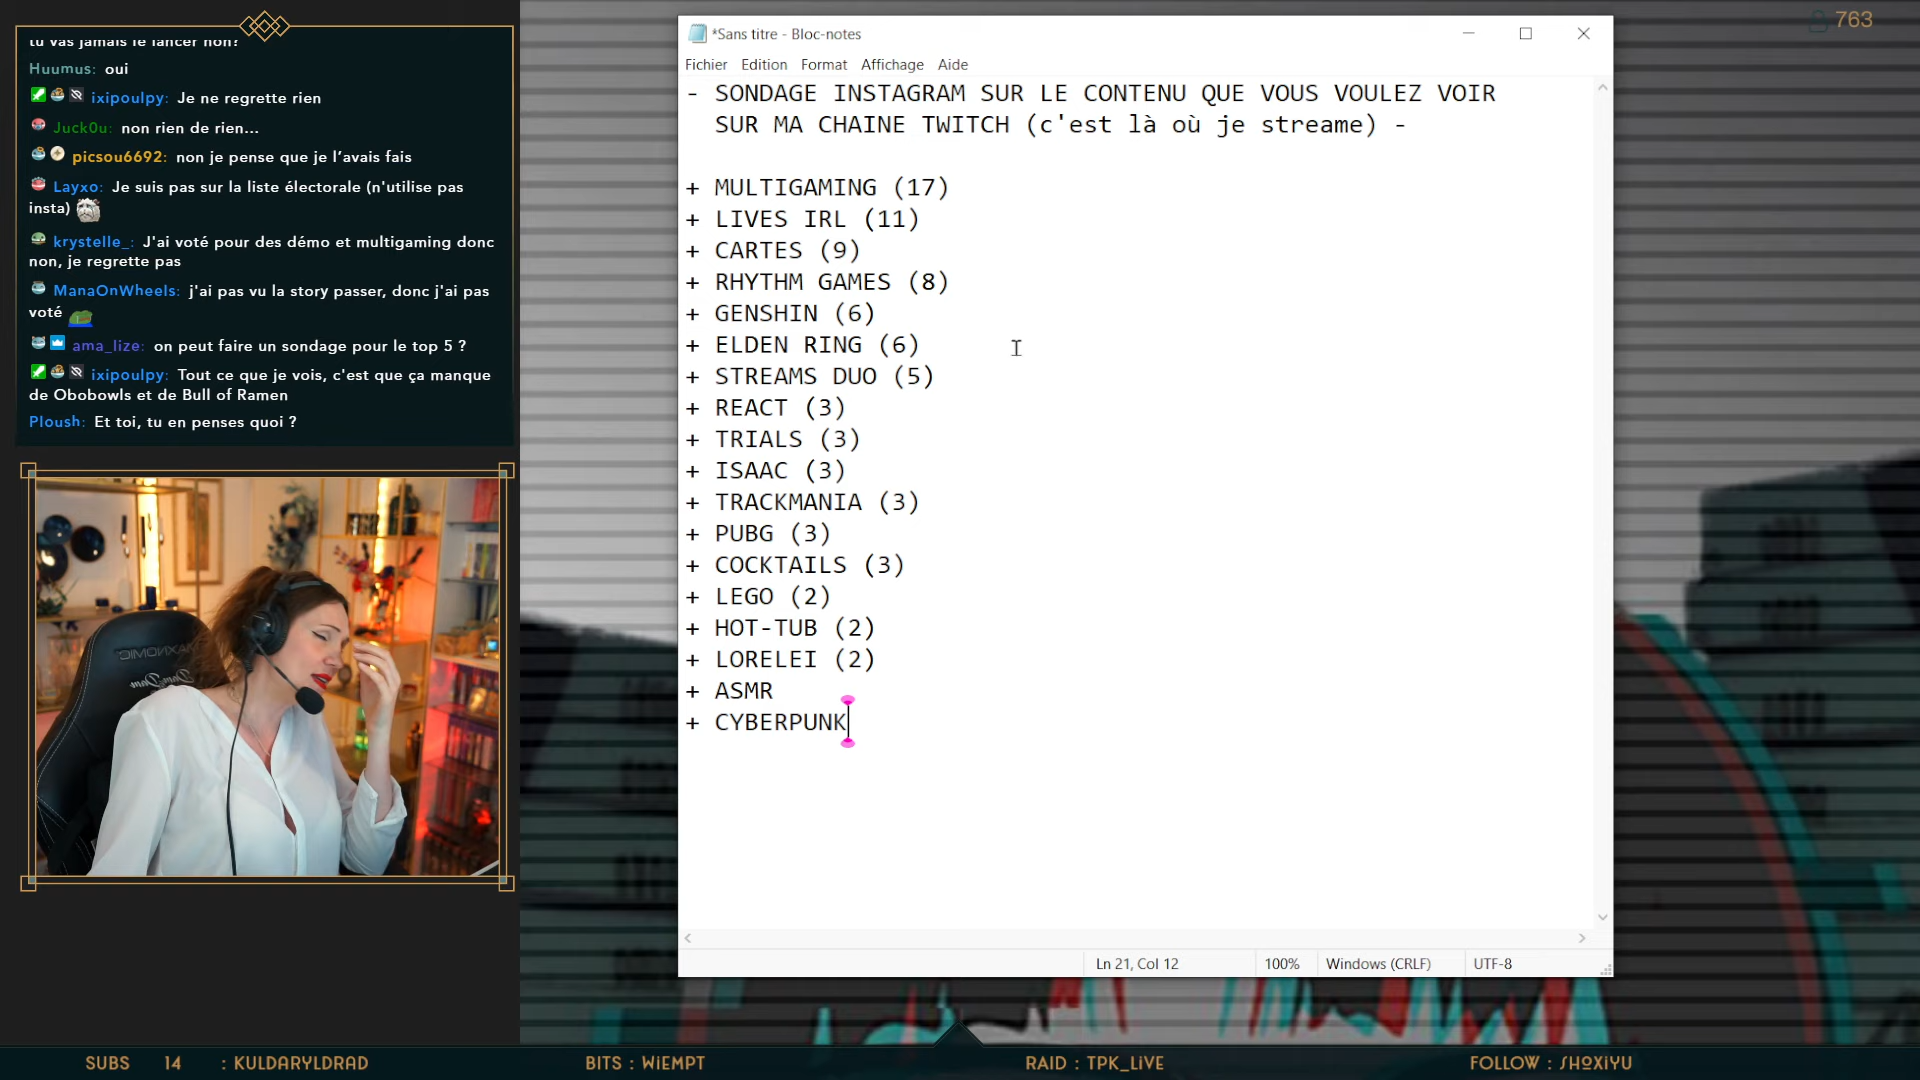 tu vas jamais le lancer non?
Huumus: oui
ixipoulpy: Je ne regrette rien
Juck0u: non rien de rien...
picsou6692: non je pense que je l'avais fais
Layxo: Je suis pas sur la liste électorale (n'utilise pas
insta)
krystelle_: J'ai voté pour des démo et multigaming donc
non, je regrette pas
ManaOnWheels: j'ai pas vu la story passer, donc j'ai pas
voté
ama_lize: on peut faire un sondage pour le top 5 ?
ixipoulpy: Tout ce que je vois, c'est que ça manque
de Obobowls et de Bull of Ramen
Ploush: Et toi, tu en penses quoi ?
MAXNOMIC
763
*Sans titre - Bloc-notes
Fichier Edition Format Affichage Aide
- SONDAGE INSTAGRAM SUR LE CONTENU QUE VOUS VOULEZ VOIR
SUR MA CHAINE TWITCH (c'est là où je streame) -
+ MULTIGAMING (17)
+ LIVES IRL (11)
+ CARTES (9)
+ RHYTHM GAMES (8)
+ GENSHIN (6)
+ ELDEN RING (6)
+ STREAMS DUO (5)
+ REACT (3)
+ TRIALS (3)
+ ISAAC (3)
+ TRACKMANIA (3)
+ PUBG (3)
+ COCKTAILS (3)
+ LEGO (2)
+ HOT-TUB (2)
+ LORELEI (2)
+ ASMR
+ CYBERPUNK
Ln 21, Col 12 100% Windows (CRLF) UTF-8
SUBS 14 : KULDARYLDRAD BITS : WIEMPT RAID : TPK_LIVE FOLLOW : SHOXIYU